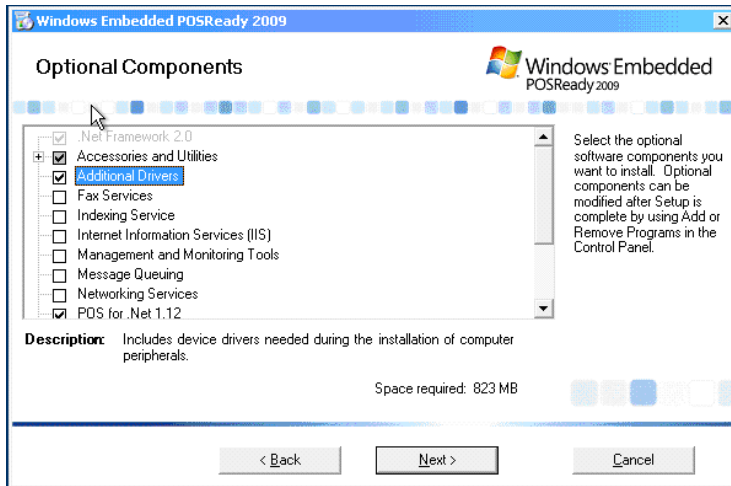 Windows Embedded POSReady 2009
Optional Components
Windows Embedded
POSReady 2009
.Net Framework 2.0
Accessories and Utilities
Additional Drivers
Fax Services
Indexing Service
Internet Information Services (IIS)
Management and Monitoring Tools
Message Queuing
Networking Services
POS for .Net 1.12
Select the optional
software components you
want to install. Optional
components can be
modified after Setup is
complete by using Add or
Remove Programs in the
Control Panel.
Description: Includes device drivers needed during the installation of computer
peripherals.
Space required: 823 MB
< Back
Next >
Cancel